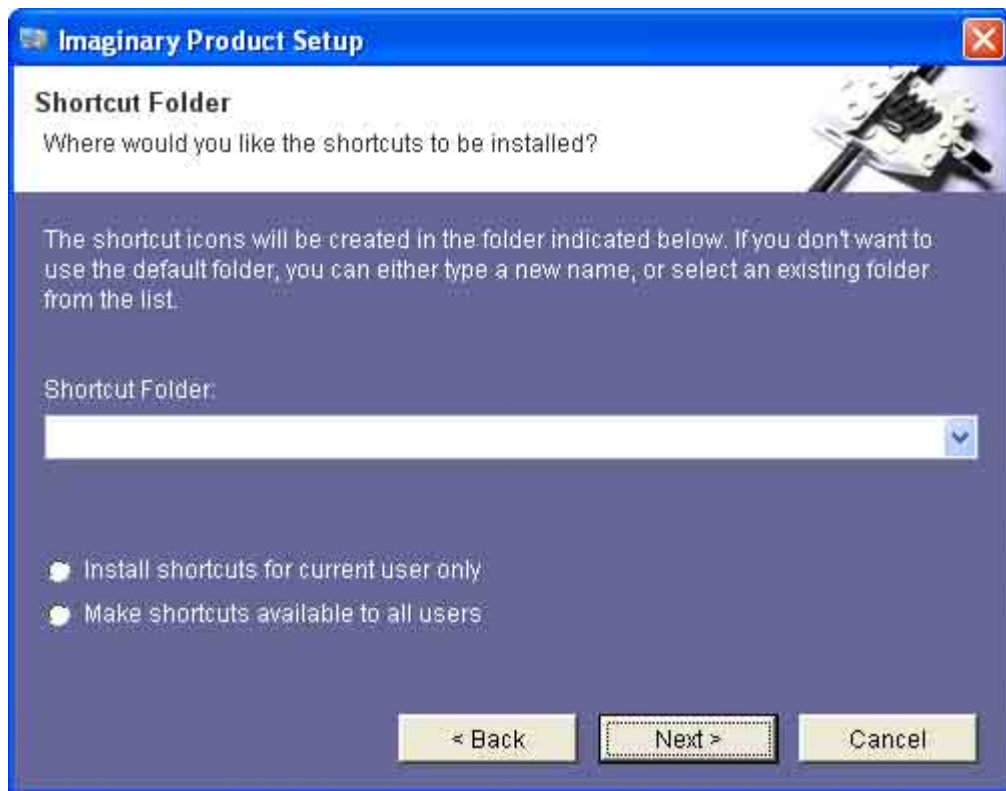 Imaginary Product Setup
Shortcut Folder
Where would you like the shortcuts to be installed?
The shortcut icons will be created in the folder indicated below. If you don't want to
use the default folder, you can either type a new name, or select an existing folder
from the list.
Shortcut Folder:
Install shortcuts for current user only
Make shortcuts available to all users
< Back
Next >
Cancel